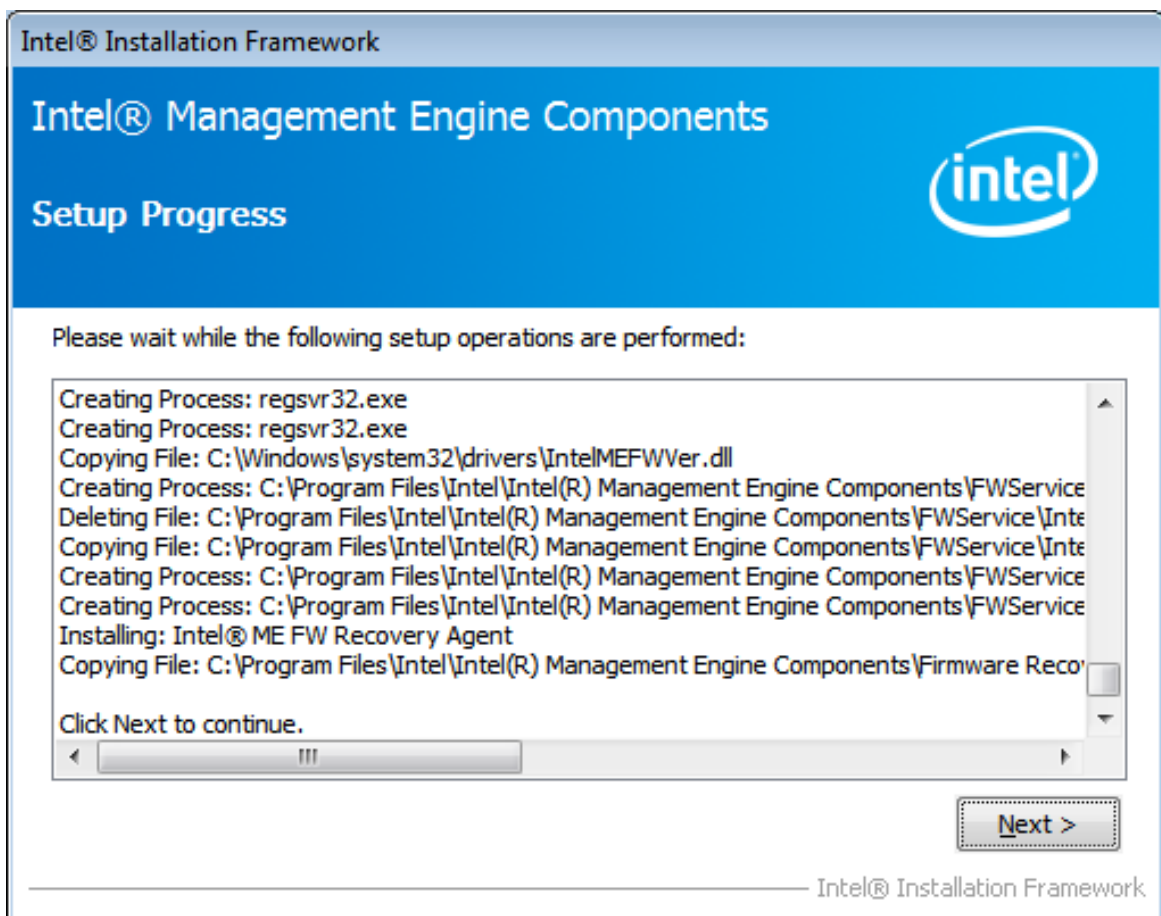 Intel® Installation Framework
Intel® Management Engine Components
intel
Setup Progress
Please wait while the following setup operations are performed:
Creating Process: regsvr32.exe
Creating Process: regsvr32.exe
Copying File: C:\Windows\system32\drivers\IntelMEFWVer.dll
Creating Process: C:\Program Files\Intel\Intel(R) Management Engine Components\FWService
Deleting File: C:\Program Files\Intel\Intel(R) Management Engine Components\FWService\Inte
Copying File: C:\Program Files\Intel\Intel(R) Management Engine Components\FWService\Inte
Creating Process: C:\Program Files\Intel\Intel(R) Management Engine Components\FWService
Creating Process: C:\Program Files\Intel\Intel(R) Management Engine Components\FWService
Installing: Intel® ME FW Recovery Agent
Copying File: C:\Program Files\Intel\Intel(R) Management Engine Components\Firmware Reco
Click Next to continue.
Next >
Intel® Installation Framework